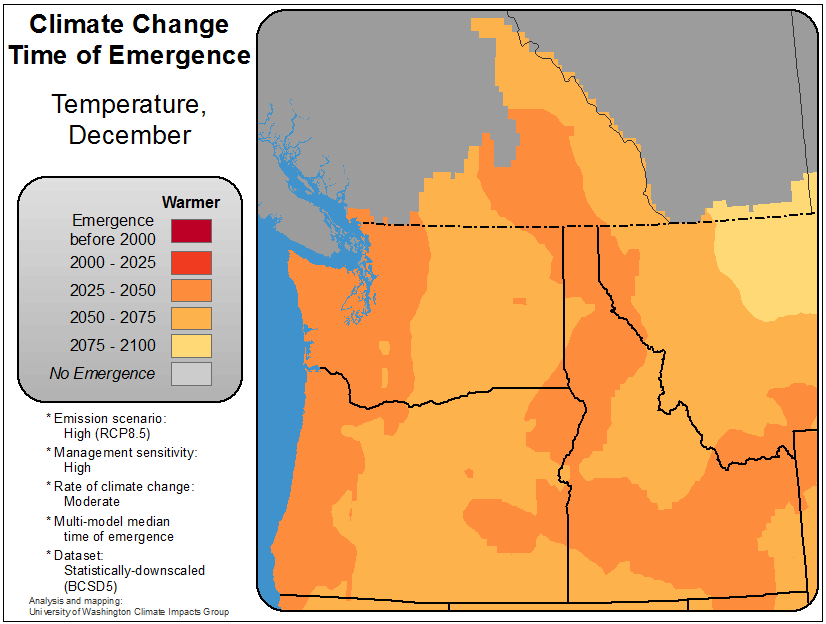 Climate Change
Time of Emergence
Temperature,
December
Warmer
Emergence
before 2000
2000 - 2025
2025 - 2050
2050 - 2075
2075 - 2100
No Emergence
* Emission scenario:
High (RCP8.5)
* Management sensitivity:
High
* Rate of climate change:
Moderate
* Multi-model median
time of emergence
* Dataset:
Statistically-downscaled
(BCSD5)
Analysis and mapping:
University of Washington Climate Impacts Group